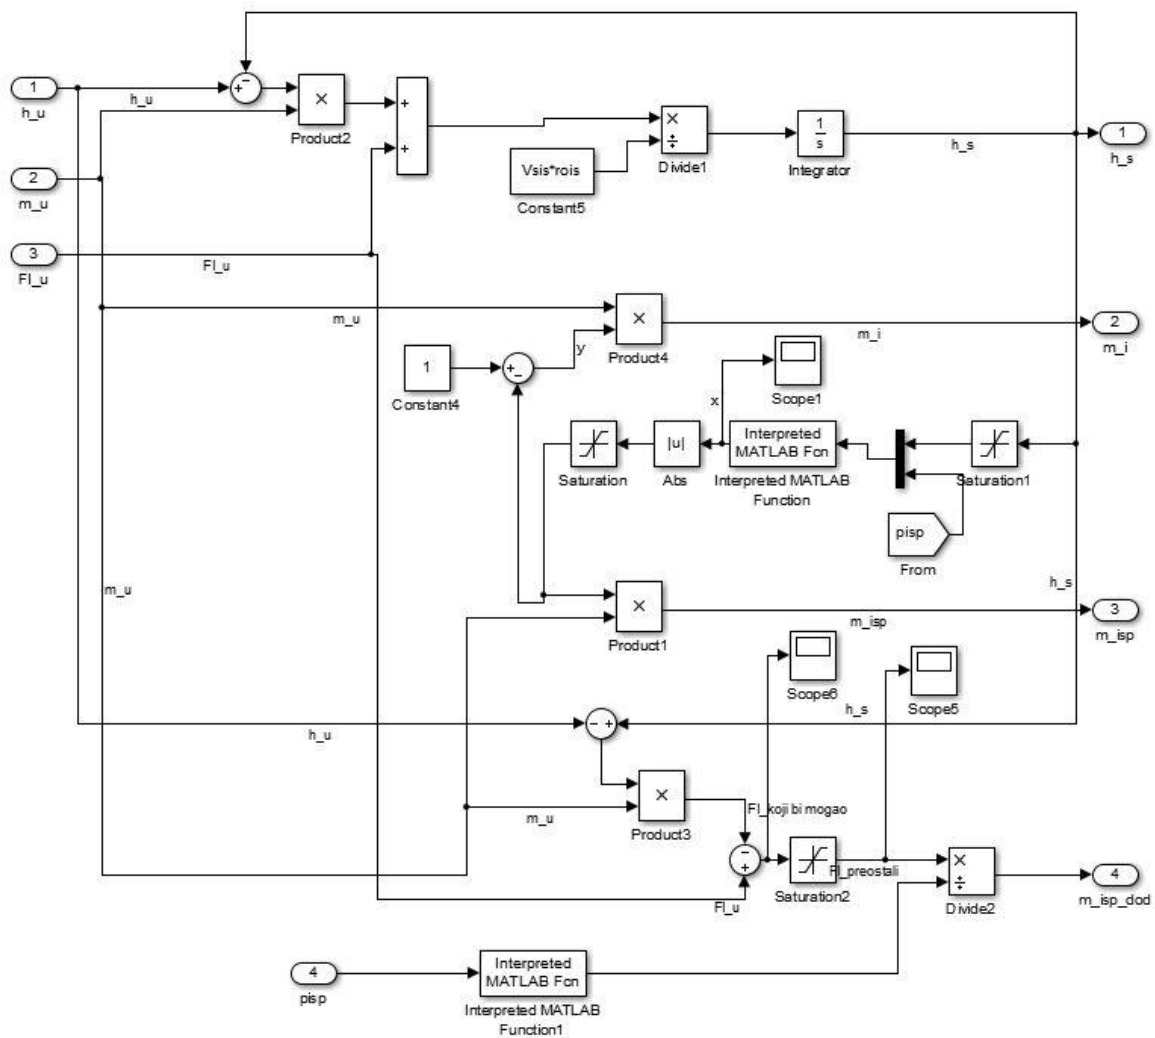 1
h_u
h_u
2
m_u
3
Fl_u
Fl_u
+
−
×
Product2
+
+
Vsis*rois
Constant5
×
÷
Divide1
1
s
Integrator
h_s
1
h_s
m_u
×
Product4
m_i
2
m_i
y
1
Constant4
+
−
x
Scope1
Saturation
|u|
Abs
Interpreted
MATLAB Fcn
Interpreted MATLAB
Function
Saturation1
pisp
From
h_s
m_u
×
Product1
m_isp
3
m_isp
Scope6
Scope5
h_s
h_u
−
+
×
Product3
m_u
Fl_koji bi mogao
−
+
Fl_u
Saturation2
Fl_preostali
×
÷
Divide2
4
m_isp_dod
4
pisp
Interpreted
MATLAB Fcn
Interpreted MATLAB
Function1